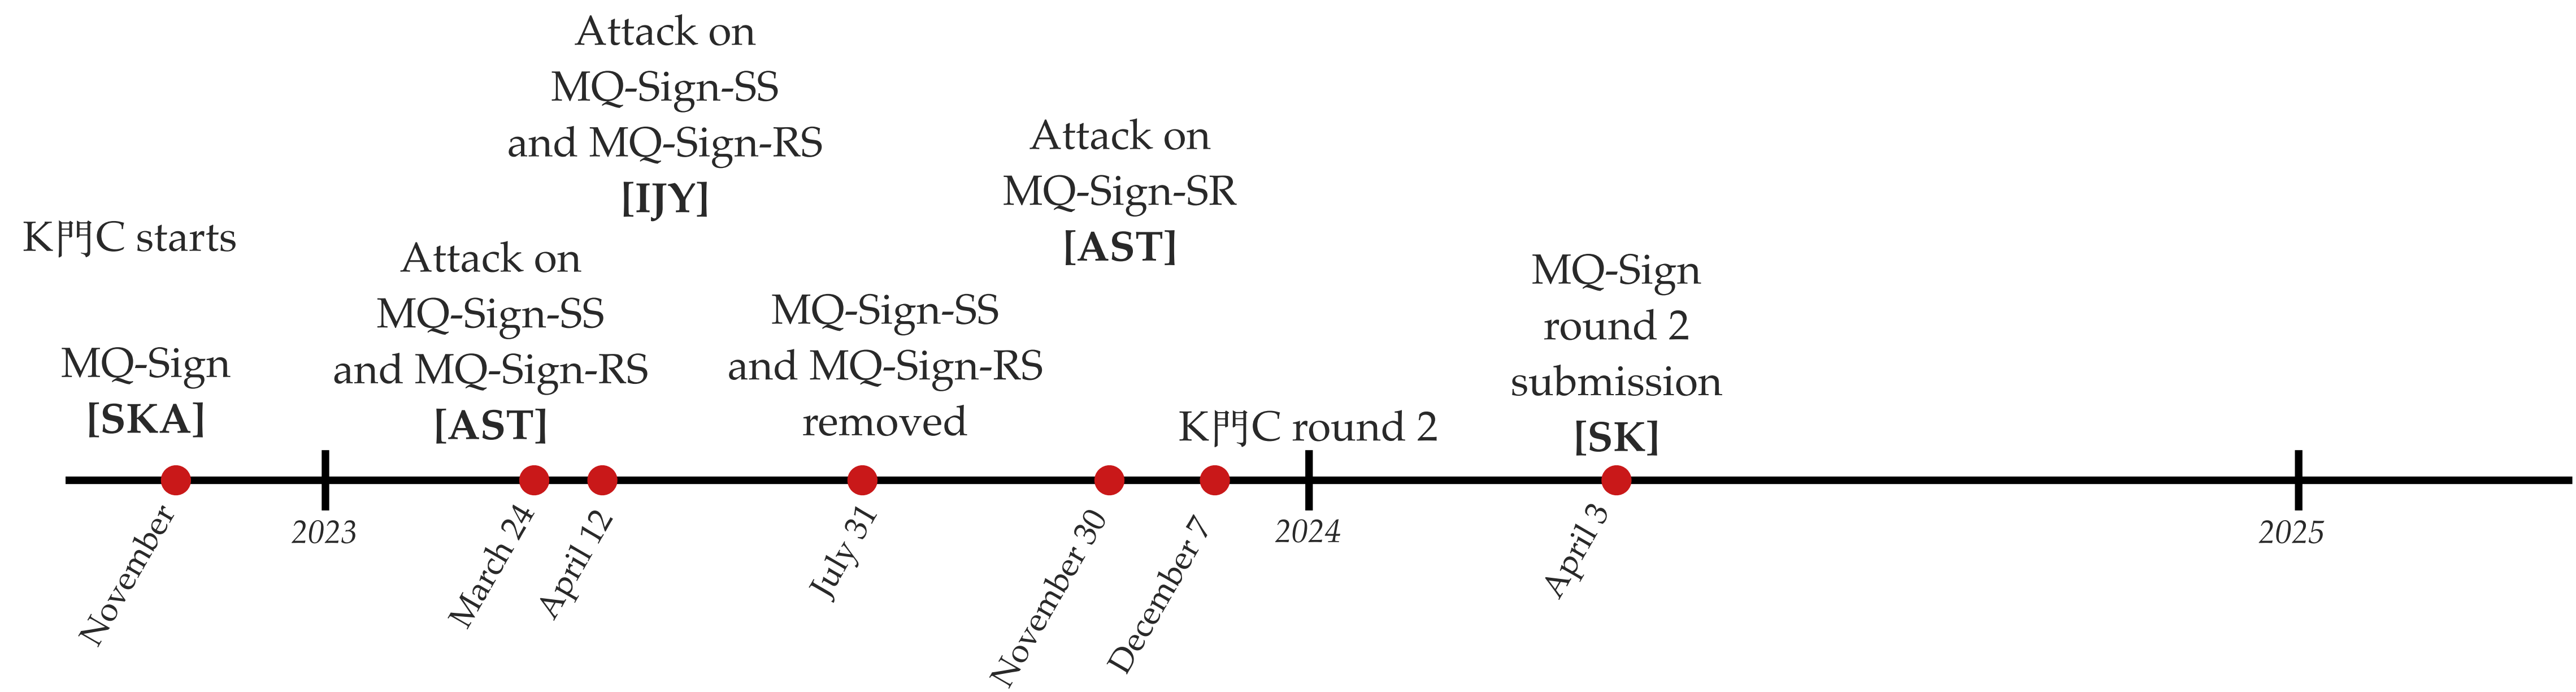 K門C starts
MQ-Sign
[SKA]
November
2023
Attack on
MQ-Sign-SS
and MQ-Sign-RS
[AST]
March 24
Attack on
MQ-Sign-SS
and MQ-Sign-RS
[IJY]
April 12
MQ-Sign-SS
and MQ-Sign-RS
removed
July 31
Attack on
MQ-Sign-SR
[AST]
November 30
K門C round 2
December 7
2024
MQ-Sign
round 2
submission
[SK]
April 3
2025